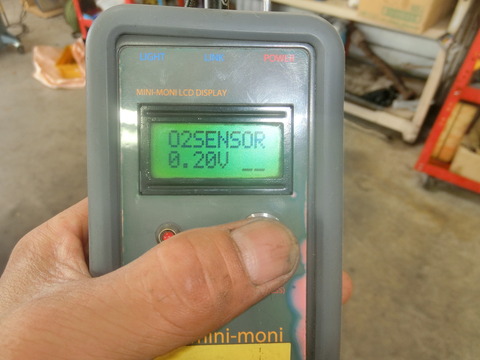 LIGHT LINK POWER
MINI-MONI LCD DISPLAY
O2SENSOR
0.20V
mini-moni